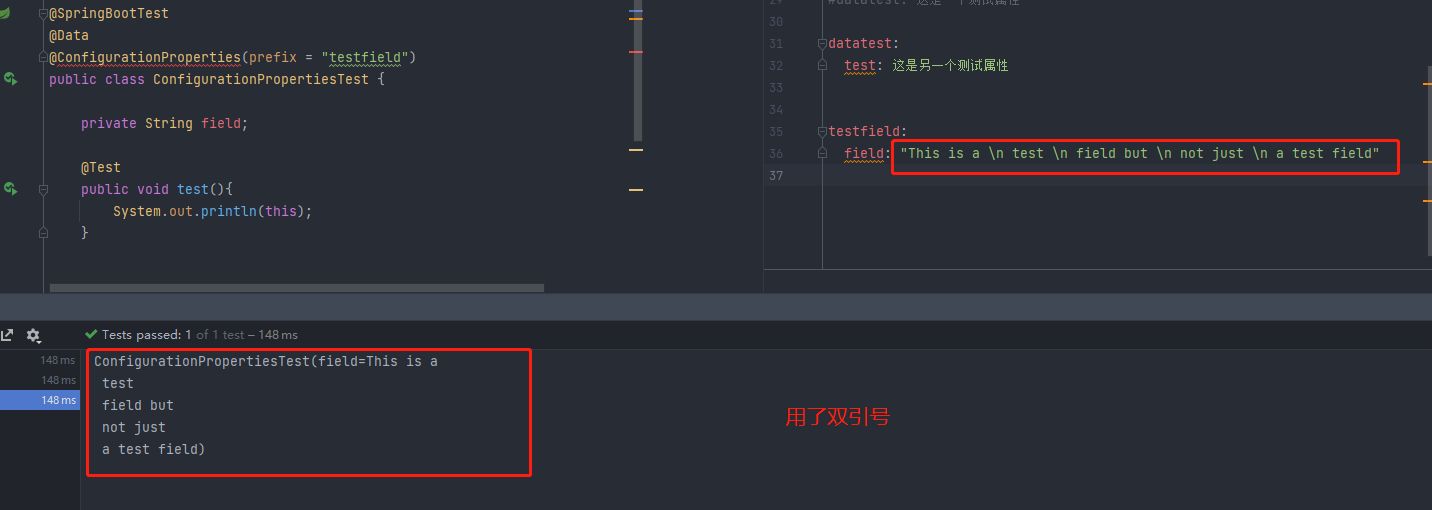 @SpringBootTest
@Data
@ConfigurationProperties(prefix = "testfield")
public class ConfigurationPropertiesTest {
private String field;
@Test
public void test(){
System.out.println(this);
}
30
31 datatest:
32 test: 这是另一个测试属性
33
34
35 testfield:
36 field: "This is a \n test \n field but \n not just \n a test field"
37
Tests passed: 1 of 1 test – 148 ms
148 ms
148 ms
148 ms
ConfigurationPropertiesTest(field=This is a
test
field but
not just
a test field)
用了双引号